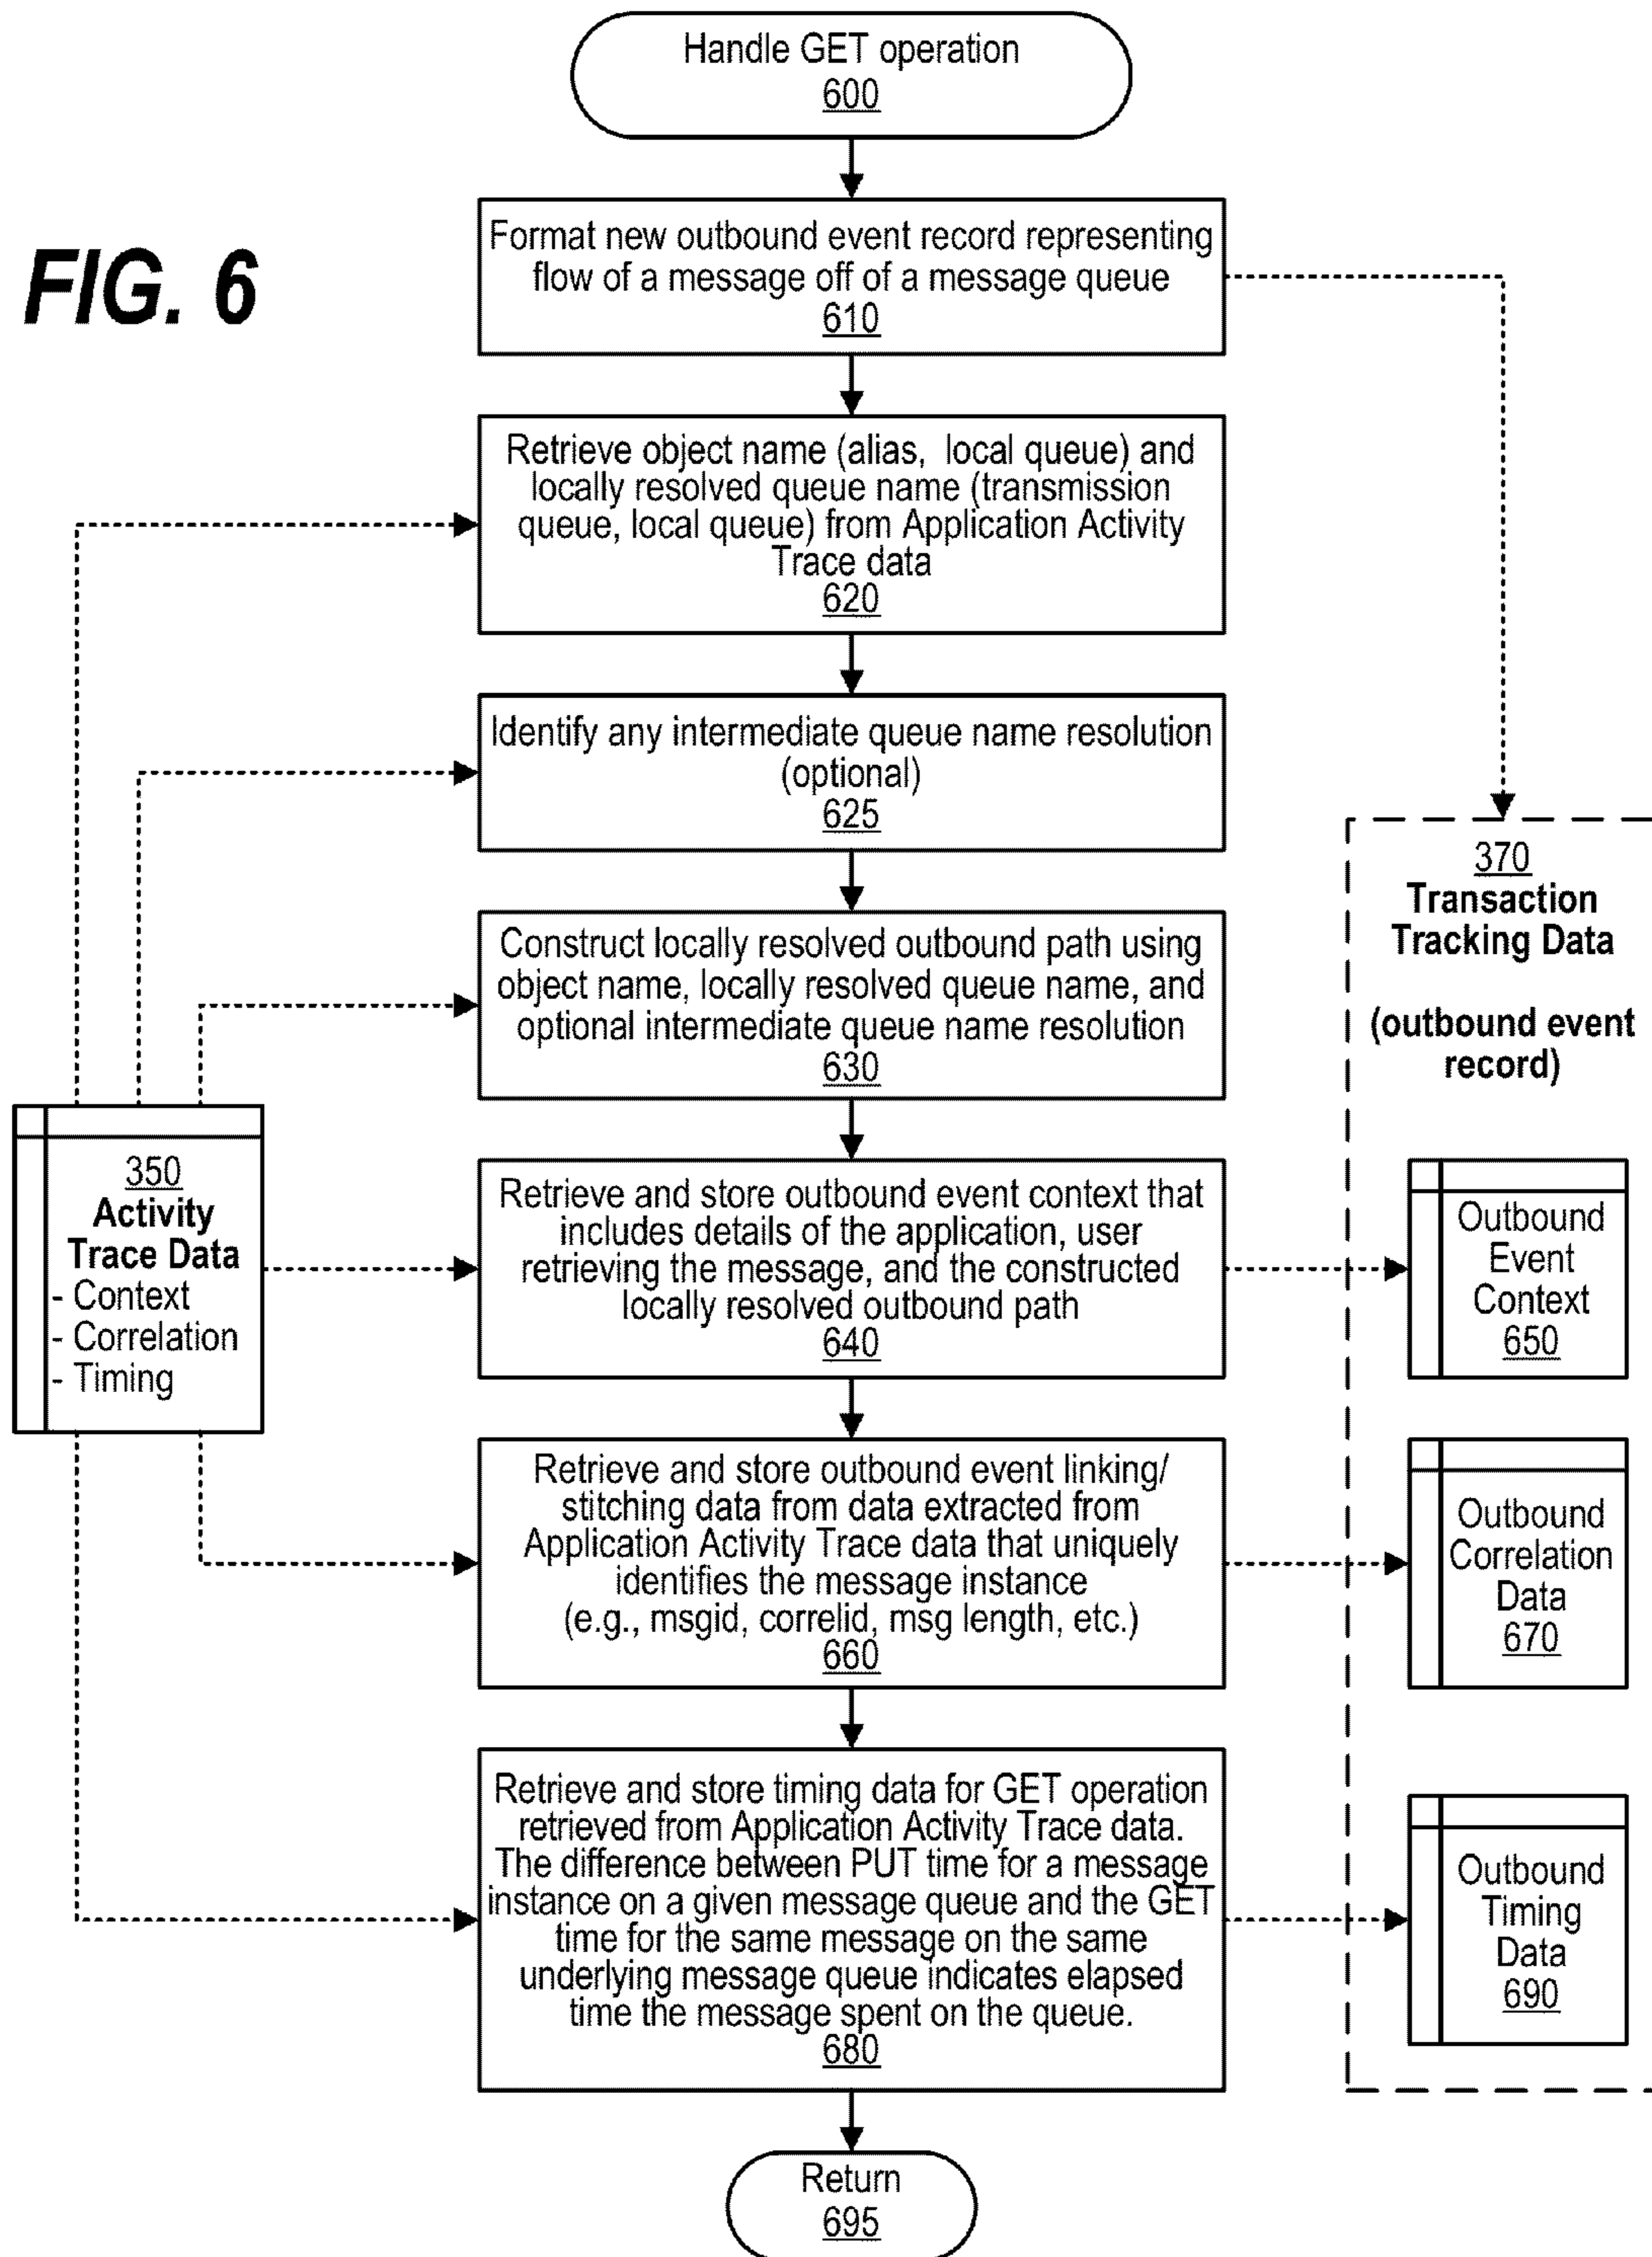 Handle GET operation
600
FIG. 6
Format new outbound event record representing
flow of a message off of a message queue
610
Retrieve object name (alias, local queue) and
locally resolved queue name (transmission
queue, local queue) from Application Activity
Trace data
620
Identify any intermediate queue name resolution
(optional)
625
Construct locally resolved outbound path using
object name, locally resolved queue name, and
optional intermediate queue name resolution
630
Retrieve and store outbound event context that
includes details of the application, user
retrieving the message, and the constructed
locally resolved outbound path
640
Retrieve and store outbound event linking/
stitching data from data extracted from
Application Activity Trace data that uniquely
identifies the message instance
(e.g., msgid, correlid, msg length, etc.)
660
Retrieve and store timing data for GET operation
retrieved from Application Activity Trace data.
The difference between PUT time for a message
instance on a given message queue and the GET
time for the same message on the same
underlying message queue indicates elapsed
time the message spent on the queue.
680
Return
695
350
Activity
Trace Data
- Context
- Correlation
- Timing
370
Transaction
Tracking Data
(outbound event
record)
Outbound
Event
Context
650
Outbound
Correlation
Data
670
Outbound
Timing
Data
690